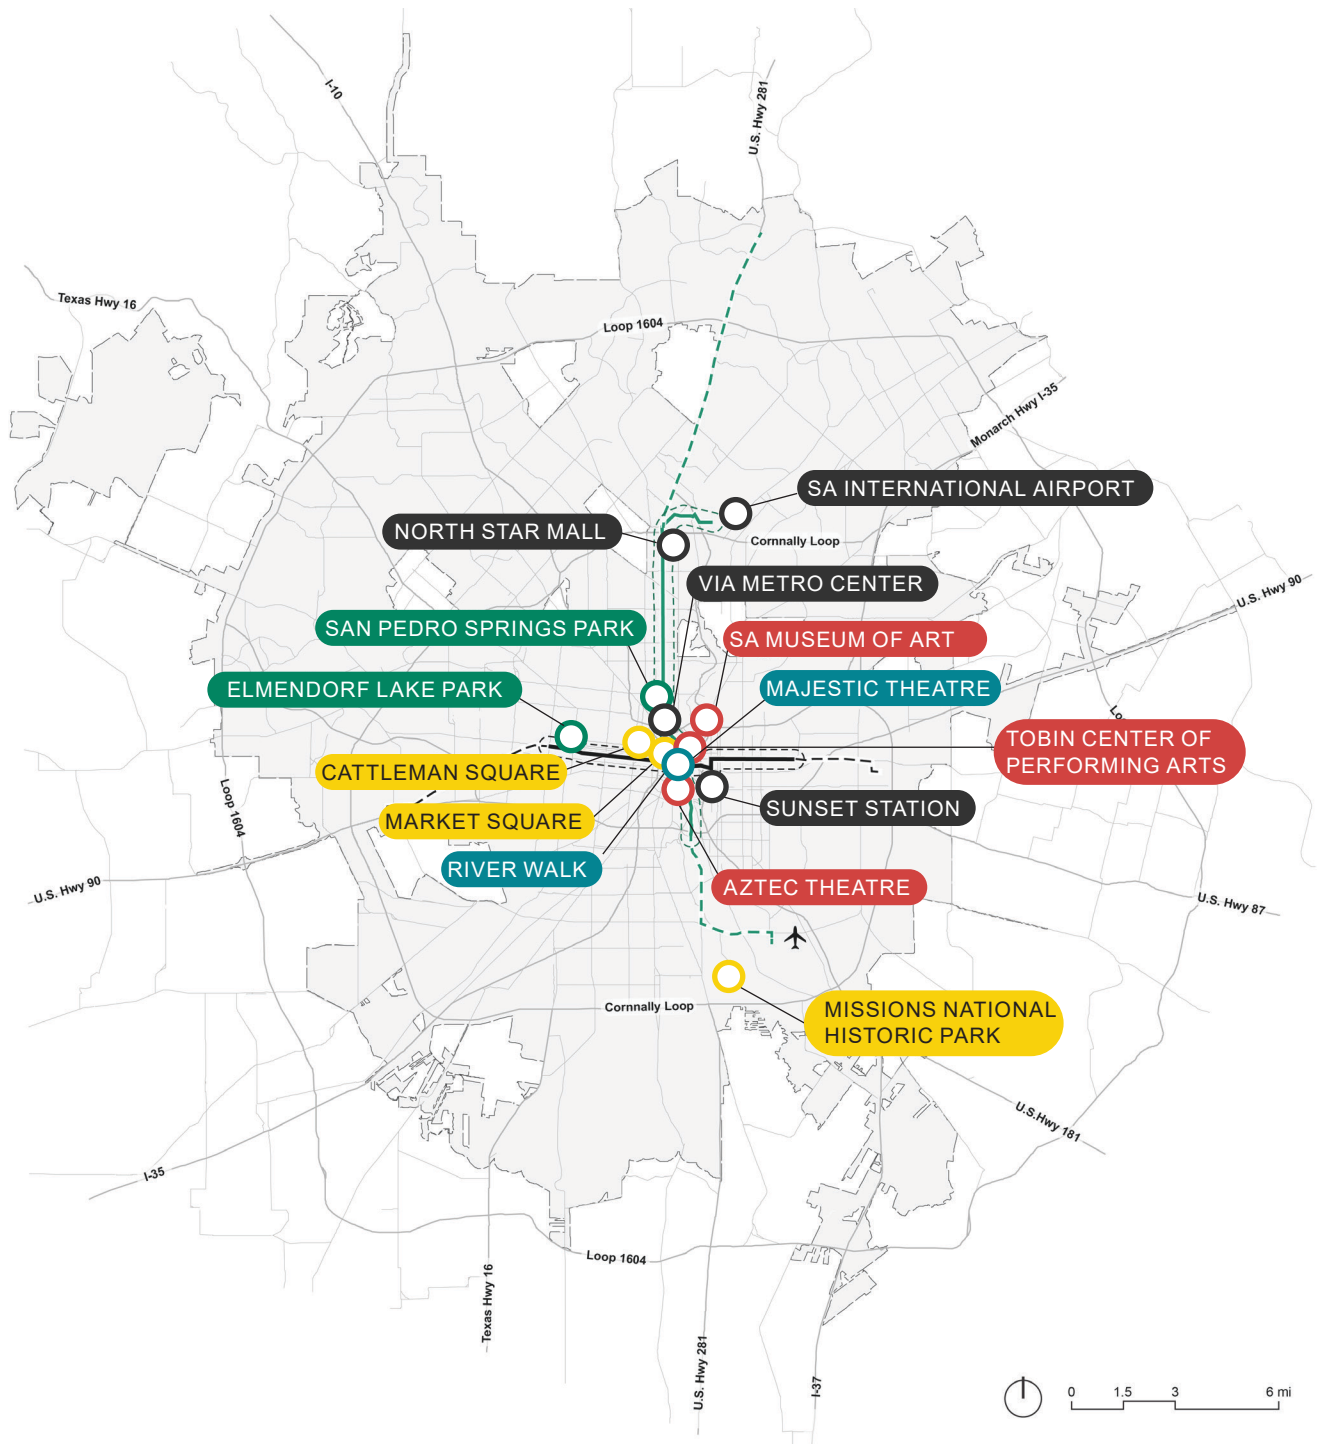 I-10
U.S. Hwy 281
Texas Hwy 16
Loop 1604
Monarch Hwy I-35
SA INTERNATIONAL AIRPORT
NORTH STAR MALL
Cornnally Loop
VIA METRO CENTER
U.S. Hwy 90
SAN PEDRO SPRINGS PARK
SA MUSEUM OF ART
ELMENDORF LAKE PARK
MAJESTIC THEATRE
TOBIN CENTER OF
PERFORMING ARTS
CATTLEMAN SQUARE
SUNSET STATION
MARKET SQUARE
Loop 1604
RIVER WALK
AZTEC THEATRE
U.S. Hwy 90
U.S. Hwy 87
Cornnally Loop
MISSIONS NATIONAL
HISTORIC PARK
U.S.Hwy 181
I-35
Loop 1604
Texas Hwy 16
U.S. Hwy 281
I-37
0 1.5 3 6 mi